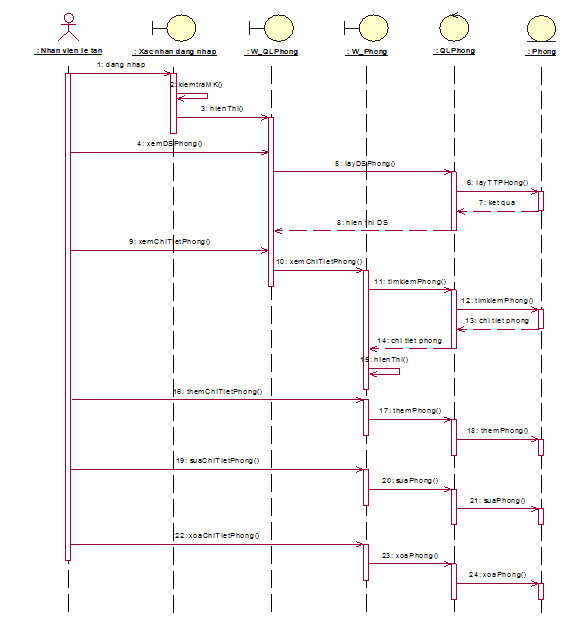 : Nhan vien le tan
: Xac nhan dang nhap
: W_QLPhong
: W_Phong
: QLPhong
: Phong
1: dang nhap
2: kiemtraMK()
3: hienThi()
4: xemDSPhong()
5: layDSPhong()
6: layTTPHong()
7: ket qua
8: hien thi DS
9: xemChiTietPhong()
10: xemChiTietPhong()
11: timkiemPhong()
12: timkiemPhong()
13: chi tiet phong
14: chi tiet phong
15: hienThi()
16: themChiTietPhong()
17: themPhong()
18: themPhong()
19: suaChiTietPhong()
20: suaPhong()
21: suaPhong()
22: xoaChiTietPhong()
23: xoaPhong()
24: xoaPhong()